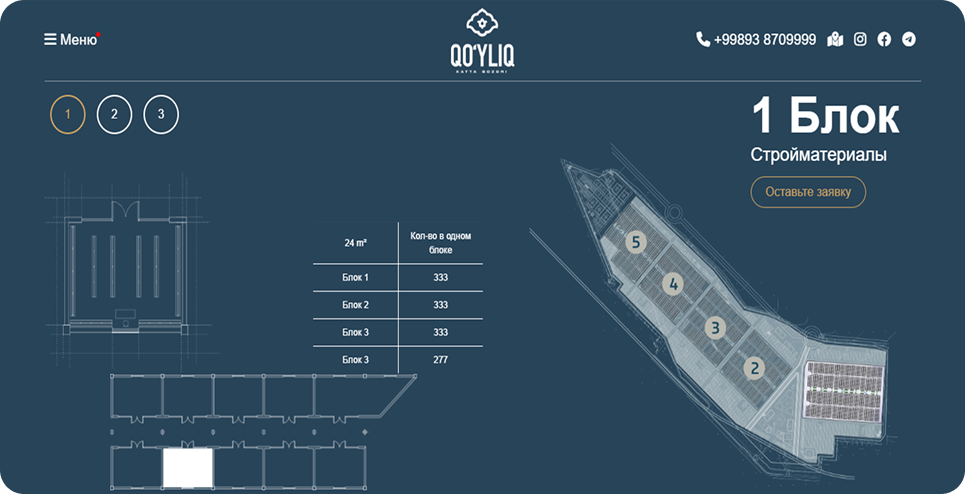 Меню
QO'YLIQ
KATTA BOZORI
+99893 8709999
1
2
3
1 Блок
Стройматериалы
Оставьте заявку
24 m²
Кол-во в одном
блоке
Блок 1
333
Блок 2
333
Блок 3
333
Блок 3
277
5
4
3
2